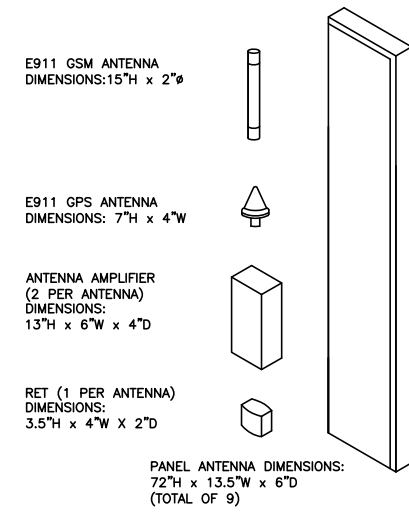 E911 GSM ANTENNA
DIMENSIONS:15"H x 2"ø
E911 GPS ANTENNA
DIMENSIONS: 7"H x 4"W
ANTENNA AMPLIFIER
(2 PER ANTENNA)
DIMENSIONS:
13"H x 6"W x 4"D
RET (1 PER ANTENNA)
DIMENSIONS:
3.5"H x 4"W X 2"D
PANEL ANTENNA DIMENSIONS:
72"H x 13.5"W x 6"D
(TOTAL OF 9)